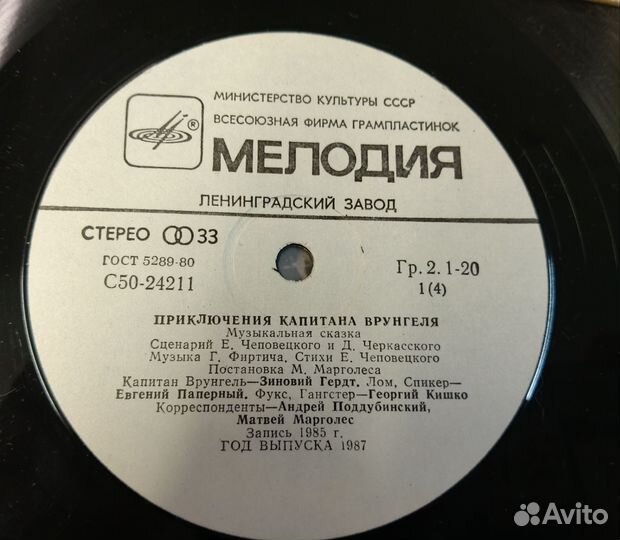 МИНИСТЕРСТВО КУЛЬТУРЫ СССР
ВСЕСОЮЗНАЯ ФИРМА ГРАМПЛАСТИНОК
®
МЕЛОДИЯ
ЛЕНИНГРАДСКИЙ ЗАВОД
СТЕРЕО 33
ГОСТ 5289-80
С50-24211
Гр. 2. 1-20
1 (4)
ПРИКЛЮЧЕНИЯ КАПИТАНА ВРУНГЕЛЯ
Музыкальная сказка
Сценарий Е. Чеповецкого и Д. Черкасского
Музыка Г. Фиртича. Стихи Е. Чеповецкого
Постановка М. Марголеса
Капитан Врунгель—Зиновий Гердт. Лом, Спикер—
Евгений Паперный. Фукс, Гангстер—Георгий Кишко
Корреспонденты—Андрей Поддубинский,
Матвей Марголес
Запись 1985 г.
ГОД ВЫПУСКА 1987
Avito